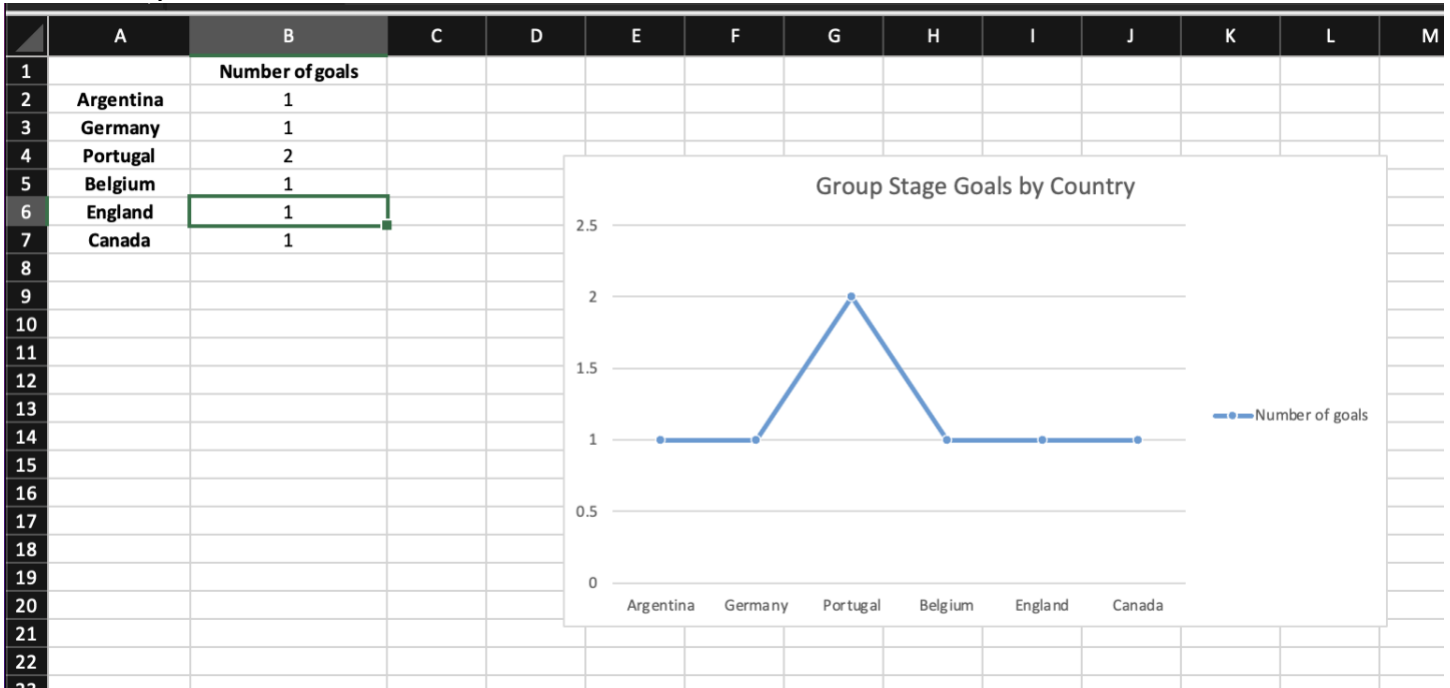 A B C D E F G H I J K L M
1 Number of goals
2 Argentina 1
3 Germany 1
4 Portugal 2
5 Belgium 1
6 England 1
7 Canada 1
8
9
10
11
12
13
14
15
16
17
18
19
20
21
22
23
Group Stage Goals by Country
2.5
2
1.5
1
0.5
0
Argentina Germany Portugal Belgium England Canada
Number of goals